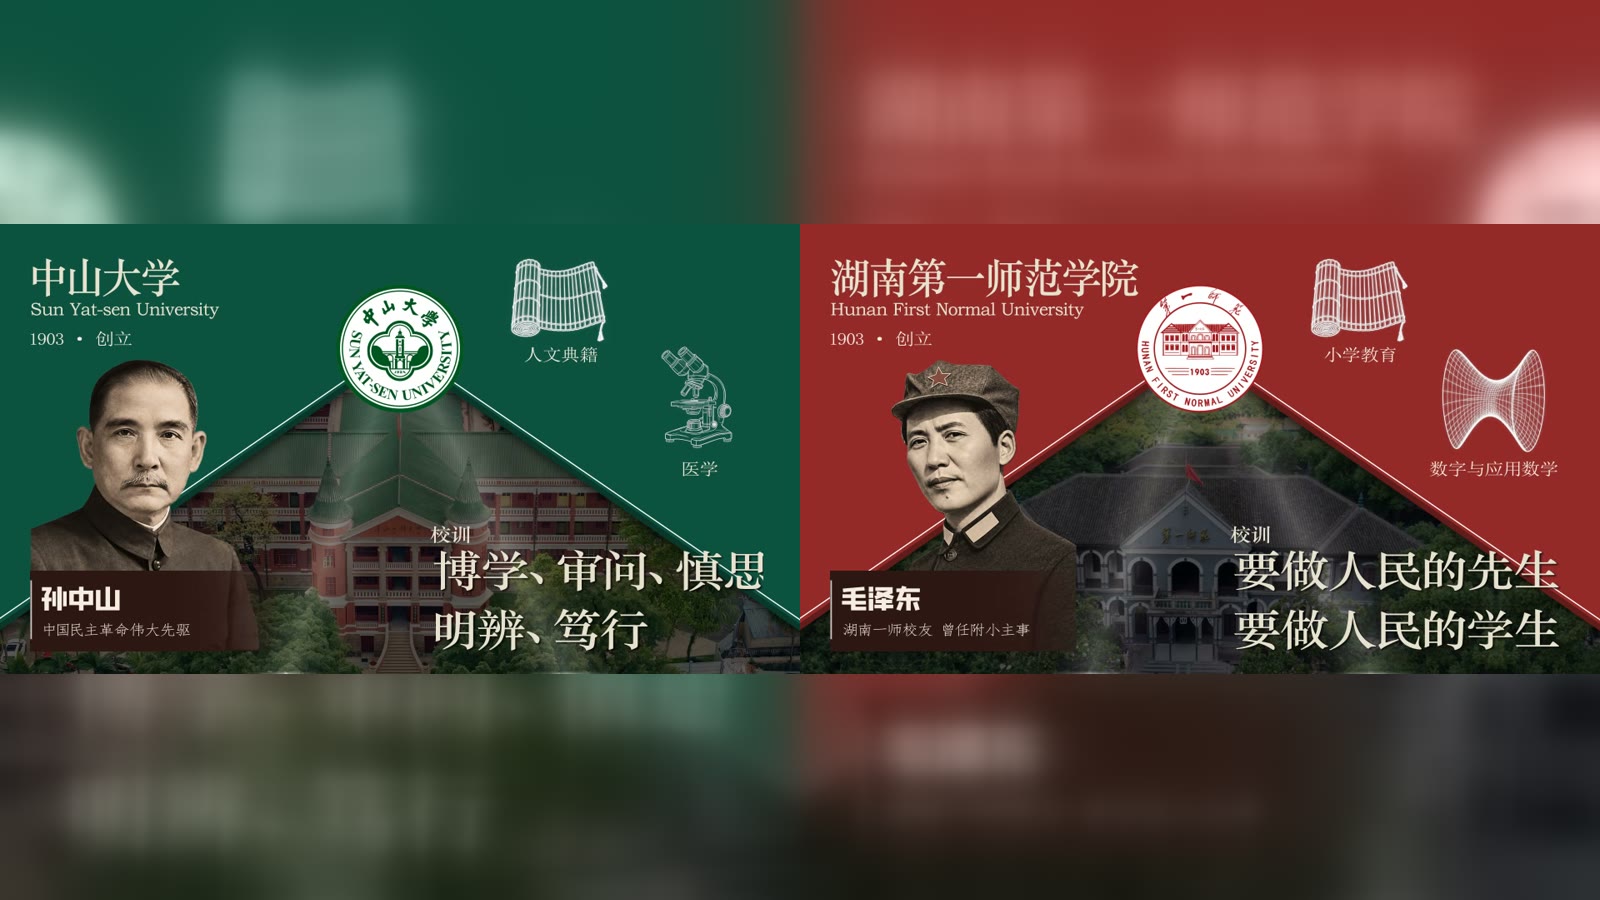 中山大学
Sun Yat-sen University
1903 • 创立
中山大學
SUN YAT-SEN UNIVERSITY
人文典籍
医学
孙中山
中国民主革命伟大先驱
校训
博学、审问、慎思
明辨、笃行
湖南第一师范学院
Hunan First Normal University
1903 • 创立
第一师范
1903
HUNAN FIRST NORMAL UNIVERSITY
小学教育
数字与应用数学
第一师范
毛泽东
湖南一师校友 曾任附小主事
校训
要做人民的先生
要做人民的学生